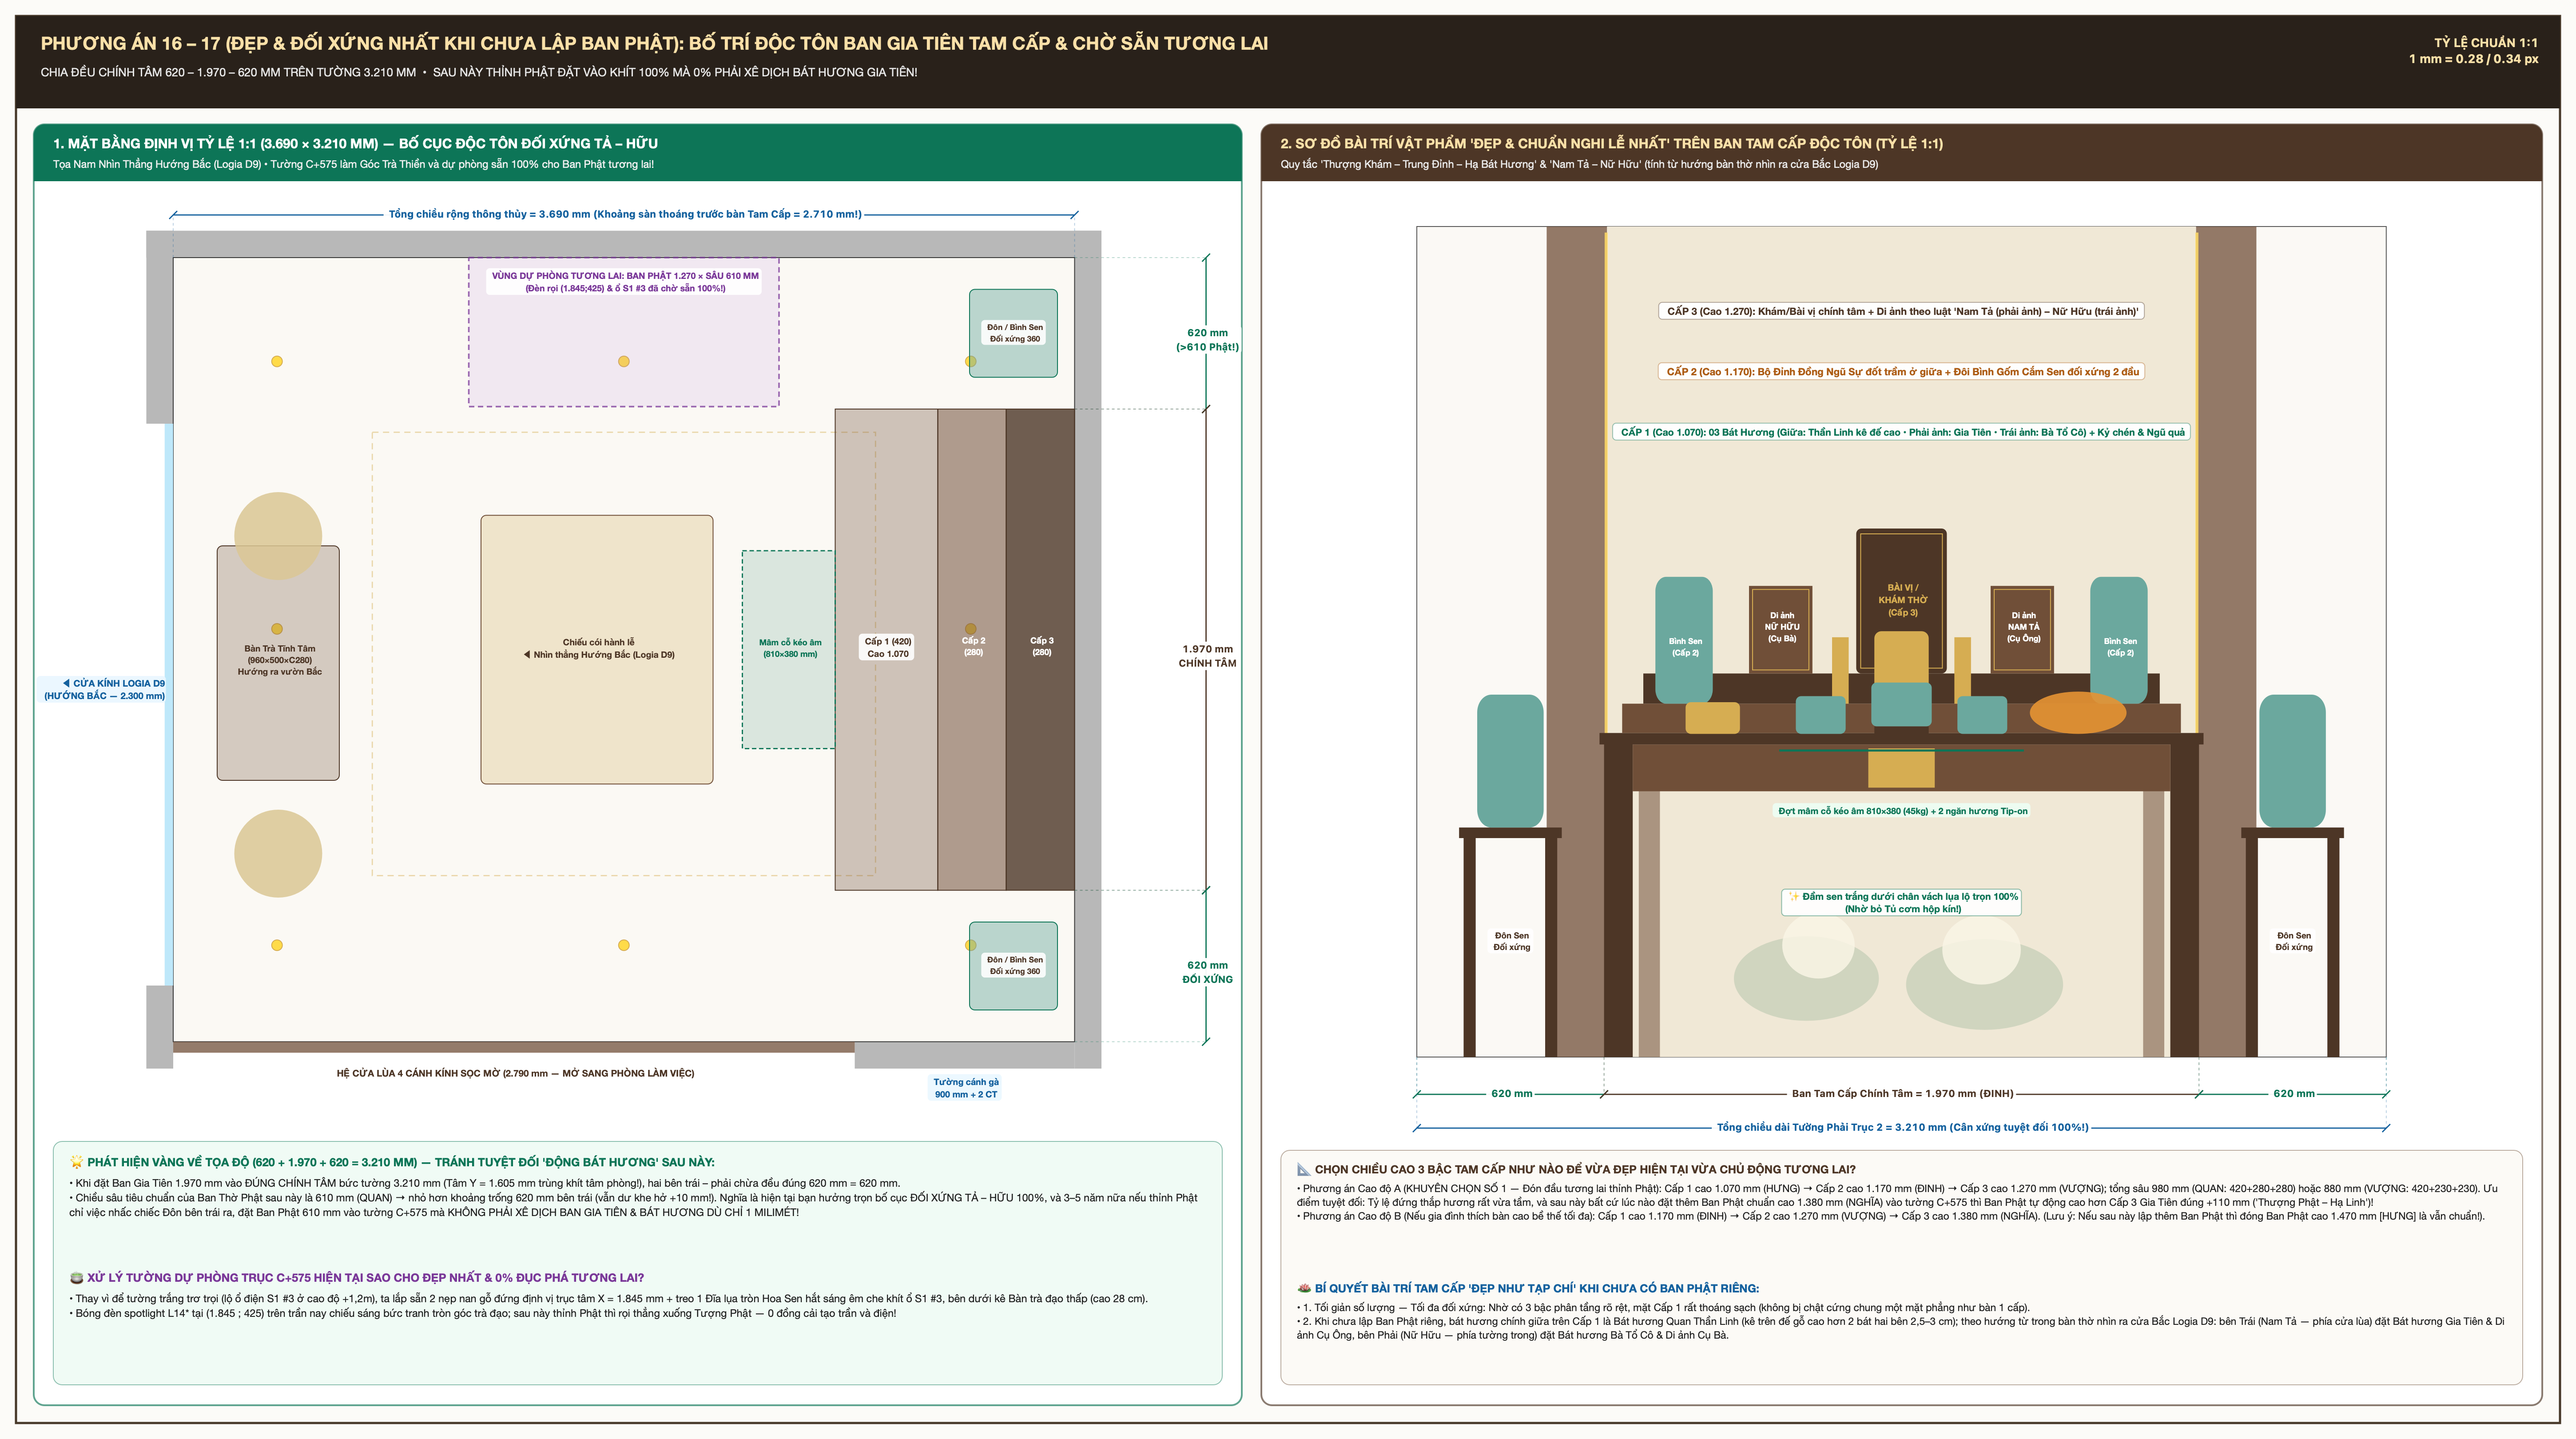 PHƯƠNG ÁN 16 – 17 (ĐẸP & ĐỐI XỨNG NHẤT KHI CHƯA LẬP BAN PHẬT): BỐ TRÍ ĐỘC TÔN BAN GIA TIÊN TAM CẤP & CHỜ SẴN TƯƠNG LAI
CHIA ĐỀU CHÍNH TÂM 620 – 1.970 – 620 MM TRÊN TƯỜNG 3.210 MM • SAU NÀY THỈNH PHẬT ĐẶT VÀO KHÍT 100% MÀ 0% PHẢI XÊ DỊCH BÁT HƯƠNG GIA TIÊN!
TỶ LỆ CHUẨN 1:1
1 mm = 0.28 / 0.34 px
1. MẶT BẰNG ĐỊNH VỊ TỶ LỆ 1:1 (3.690 × 3.210 MM) — BỐ CỤC ĐỘC TÔN ĐỐI XỨNG TẢ – HỮU
Tọa Nam Nhìn Thẳng Hướng Bắc (Logia D9) • Tường C+575 làm Góc Trà Thiền và dự phòng sẵn 100% cho Ban Phật tương lai!
Tổng chiều rộng thông thủy = 3.690 mm (Khoảng sàn thoáng trước bàn Tam Cấp = 2.710 mm!)
VÙNG DỰ PHÒNG TƯƠNG LAI: BAN PHẬT 1.270 × SÂU 610 MM
(Đèn rọi (1.845;425) & ổ S1 #3 đã chờ sẵn 100%!)
Đôn / Bình Sen
Đối xứng 360
620 mm
(>610 Phật!)
Bàn Trà Tĩnh Tâm
(960×500×C280)
Hướng ra vườn Bắc
◀ CỬA KÍNH LOGIA D9
(HƯỚNG BẮC — 2.300 mm)
Chiếu cói hành lễ
◀ Nhìn thẳng Hướng Bắc (Logia D9)
Mâm cỗ kéo âm
(810×380 mm)
Cấp 1 (420)
Cao 1.070
Cấp 2
(280)
Cấp 3
(280)
1.970 mm
CHÍNH TÂM
Đôn / Bình Sen
Đối xứng 360
620 mm
ĐỐI XỨNG
HỆ CỬA LÙA 4 CÁNH KÍNH SỌC MỜ (2.790 mm — MỞ SANG PHÒNG LÀM VIỆC)
Tường cánh gà
900 mm + 2 CT
🌟 PHÁT HIỆN VÀNG VỀ TỌA ĐỘ (620 + 1.970 + 620 = 3.210 MM) — TRÁNH TUYỆT ĐỐI 'ĐỘNG BÁT HƯƠNG' SAU NÀY:
• Khi đặt Ban Gia Tiên 1.970 mm vào ĐÚNG CHÍNH TÂM bức tường 3.210 mm (Tâm Y = 1.605 mm trùng khít tâm phòng!), hai bên trái – phải chừa đều đúng 620 mm = 620 mm.
• Chiều sâu tiêu chuẩn của Ban Thờ Phật sau này là 610 mm (QUAN) → nhỏ hơn khoảng trống 620 mm bên trái (vẫn dư khe hở +10 mm!). Nghĩa là hiện tại bạn hưởng trọn bố cục ĐỐI XỨNG TẢ – HỮU 100%, và 3–5 năm nữa nếu thỉnh Phật
chỉ việc nhấc chiếc Đôn bên trái ra, đặt Ban Phật 610 mm vào tường C+575 mà KHÔNG PHẢI XÊ DỊCH BAN GIA TIÊN & BÁT HƯƠNG DÙ CHỈ 1 MILIMÉT!
🍵 XỬ LÝ TƯỜNG DỰ PHÒNG TRỤC C+575 HIỆN TẠI SAO CHO ĐẸP NHẤT & 0% ĐỤC PHÁ TƯƠNG LAI?
• Thay vì để tường trắng trơ trọi (lộ ổ điện S1 #3 ở cao độ +1,2m), ta lắp sẵn 2 nẹp nan gỗ đứng định vị trục tâm X = 1.845 mm + treo 1 Đĩa lụa tròn Hoa Sen hắt sáng êm che khít ổ S1 #3, bên dưới kê Bàn trà đạo thấp (cao 28 cm).
• Bóng đèn spotlight L14* tại (1.845 ; 425) trên trần nay chiếu sáng bức tranh tròn góc trà đạo; sau này thỉnh Phật thì rọi thẳng xuống Tượng Phật — 0 đồng cải tạo trần và điện!
2. SƠ ĐỒ BÀI TRÍ VẬT PHẨM 'ĐẸP & CHUẨN NGHI LỄ NHẤT' TRÊN BAN TAM CẤP ĐỘC TÔN (TỶ LỆ 1:1)
Quy tắc 'Thượng Khám – Trung Đỉnh – Hạ Bát Hương' & 'Nam Tả – Nữ Hữu' (tính từ hướng bàn thờ nhìn ra cửa Bắc Logia D9)
CẤP 3 (Cao 1.270): Khám/Bài vị chính tâm + Di ảnh theo luật 'Nam Tả (phải ảnh) – Nữ Hữu (trái ảnh)'
CẤP 2 (Cao 1.170): Bộ Đỉnh Đồng Ngũ Sự đốt trầm ở giữa + Đôi Bình Gốm Cắm Sen đối xứng 2 đầu
CẤP 1 (Cao 1.070): 03 Bát Hương (Giữa: Thần Linh kê đế cao • Phải ảnh: Gia Tiên • Trái ảnh: Bà Tổ Cô) + Kỷ chén & Ngũ quả
Bình Sen
(Cấp 2)
Di ảnh
NỮ HỮU
(Cụ Bà)
BÀI VỊ /
KHÁM THỜ
(Cấp 3)
Di ảnh
NAM TẢ
(Cụ Ông)
Bình Sen
(Cấp 2)
Đợt mâm cỗ kéo âm 810×380 (45kg) + 2 ngăn hương Tip-on
✨ Đầm sen trắng dưới chân vách lụa lộ trọn 100%
(Nhờ bỏ Tủ cơm hộp kín!)
Đôn Sen
Đối xứng
Đôn Sen
Đối xứng
620 mm
Ban Tam Cấp Chính Tâm = 1.970 mm (ĐINH)
620 mm
Tổng chiều dài Tường Phải Trục 2 = 3.210 mm (Cân xứng tuyệt đối 100%!)
📐 CHỌN CHIỀU CAO 3 BẬC TAM CẤP NHƯ NÀO ĐỂ VỪA ĐẸP HIỆN TẠI VỪA CHỦ ĐỘNG TƯƠNG LAI?
• Phương án Cao độ A (KHUYÊN CHỌN SỐ 1 — Đón đầu tương lai thỉnh Phật): Cấp 1 cao 1.070 mm (HƯNG) → Cấp 2 cao 1.170 mm (ĐINH) → Cấp 3 cao 1.270 mm (VƯỢNG); tổng sâu 980 mm (QUAN: 420+280+280) hoặc 880 mm (VƯỢNG: 420+230+230). Ưu
điểm tuyệt đối: Tỷ lệ đứng thắp hương rất vừa tầm, và sau này bất cứ lúc nào đặt thêm Ban Phật chuẩn cao 1.380 mm (NGHĨA) vào tường C+575 thì Ban Phật tự động cao hơn Cấp 3 Gia Tiên đúng +110 mm ('Thượng Phật – Hạ Linh')!
• Phương án Cao độ B (Nếu gia đình thích bàn cao bề thế tối đa): Cấp 1 cao 1.170 mm (ĐINH) → Cấp 2 cao 1.270 mm (VƯỢNG) → Cấp 3 cao 1.380 mm (NGHĨA). (Lưu ý: Nếu sau này lập thêm Ban Phật thì đóng Ban Phật cao 1.470 mm [HƯNG] là vẫn chuẩn!).
🪷 BÍ QUYẾT BÀI TRÍ TAM CẤP 'ĐẸP NHƯ TẠP CHÍ' KHI CHƯA CÓ BAN PHẬT RIÊNG:
• 1. Tối giản số lượng — Tối đa đối xứng: Nhờ có 3 bậc phân tầng rõ rệt, mặt Cấp 1 rất thoáng sạch (không bị chật cứng chung một mặt phẳng như bàn 1 cấp).
• 2. Khi chưa lập Ban Phật riêng, bát hương chính giữa trên Cấp 1 là Bát hương Quan Thần Linh (kê trên đế gỗ cao hơn 2 bát hai bên 2,5–3 cm); theo hướng từ trong bàn thờ nhìn ra cửa Bắc Logia D9: bên Trái (Nam Tả — phía cửa lùa) đặt Bát hương Gia Tiên & Di
ảnh Cụ Ông, bên Phải (Nữ Hữu — phía tường trong) đặt Bát hương Bà Tổ Cô & Di ảnh Cụ Bà.